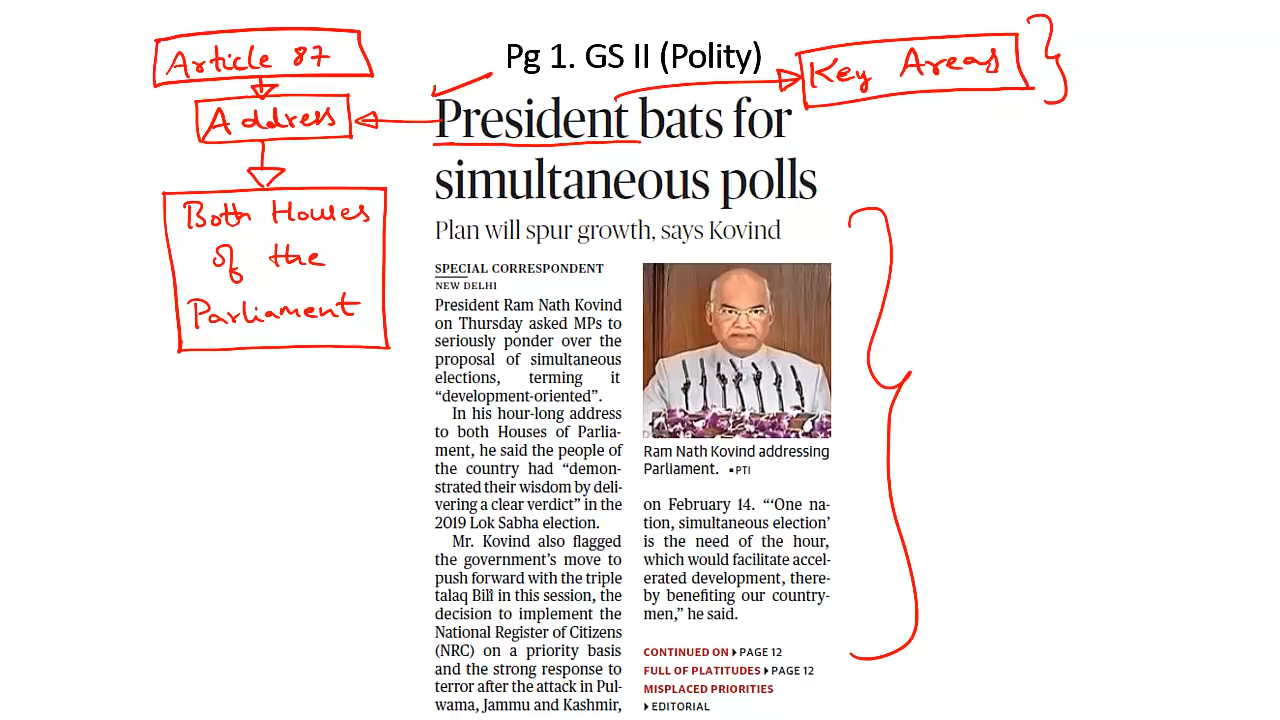 Pg 1. GS II (Polity)
Article 87
Address
Both Houses
of the
Parliament
Key Areas
President bats for
simultaneous polls
Plan will spur growth, says Kovind
SPECIAL CORRESPONDENT
NEW DELHI
President Ram Nath Kovind
on Thursday asked MPs to
seriously ponder over the
proposal of simultaneous
elections, terming it
“development-oriented”.
In his hour-long address
to both Houses of Parlia-
ment, he said the people of
the country had “demon-
strated their wisdom by deli-
vering a clear verdict” in the
2019 Lok Sabha election.
Mr. Kovind also flagged
the government’s move to
push forward with the triple
talaq Bill in this session, the
decision to implement the
National Register of Citizens
(NRC) on a priority basis
and the strong response to
terror after the attack in Pul-
wama, Jammu and Kashmir,
Ram Nath Kovind addressing
Parliament. ▪PTI
on February 14. “‘One na-
tion, simultaneous election’
is the need of the hour,
which would facilitate accel-
erated development, there-
by benefiting our country-
men,” he said.
CONTINUED ON ▸ PAGE 12
FULL OF PLATITUDES ▸ PAGE 12
MISPLACED PRIORITIES
▸ EDITORIAL